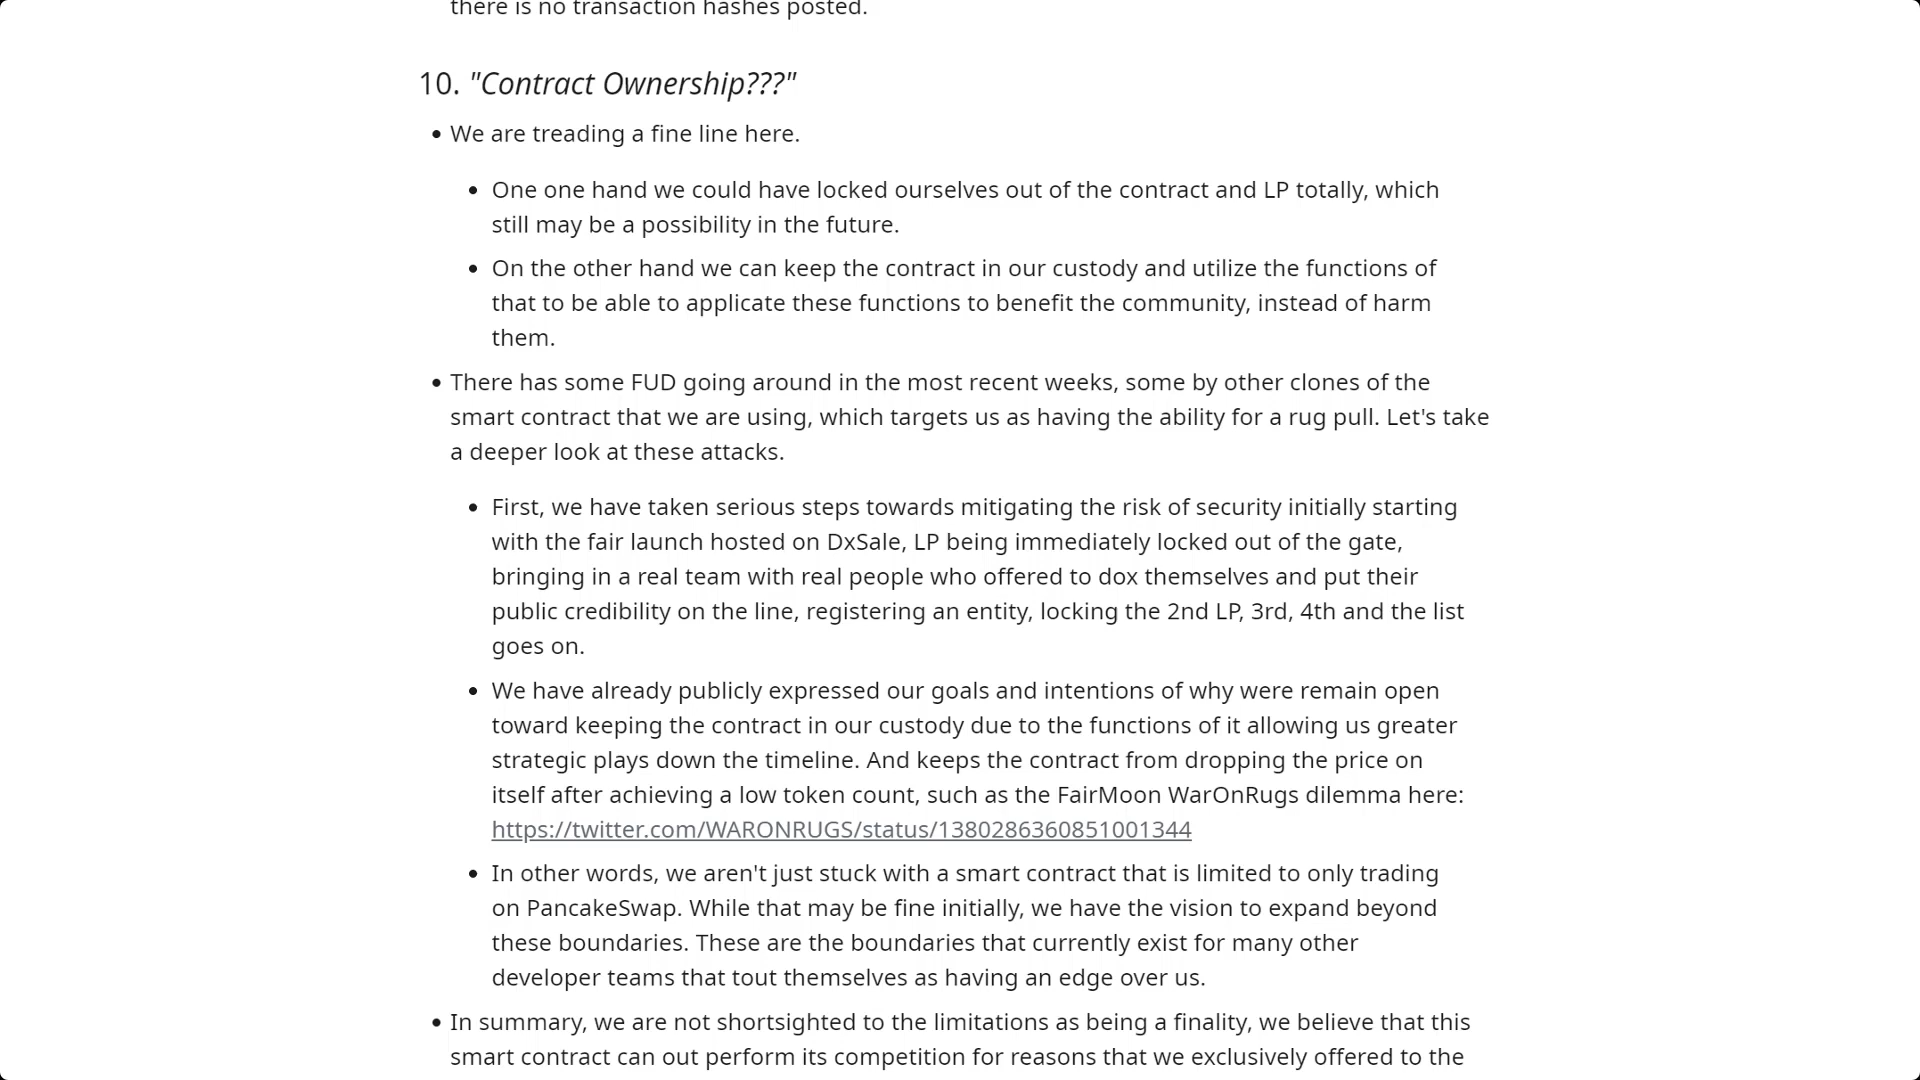 there is no transaction hashes posted.
10. "Contract Ownership???"
• We are treading a fine line here.
• One one hand we could have locked ourselves out of the contract and LP totally, which
still may be a possibility in the future.
• On the other hand we can keep the contract in our custody and utilize the functions of
that to be able to applicate these functions to benefit the community, instead of harm
them.
• There has some FUD going around in the most recent weeks, some by other clones of the
smart contract that we are using, which targets us as having the ability for a rug pull. Let's take
a deeper look at these attacks.
• First, we have taken serious steps towards mitigating the risk of security initially starting
with the fair launch hosted on DxSale, LP being immediately locked out of the gate,
bringing in a real team with real people who offered to dox themselves and put their
public credibility on the line, registering an entity, locking the 2nd LP, 3rd, 4th and the list
goes on.
• We have already publicly expressed our goals and intentions of why were remain open
toward keeping the contract in our custody due to the functions of it allowing us greater
strategic plays down the timeline. And keeps the contract from dropping the price on
itself after achieving a low token count, such as the FairMoon WarOnRugs dilemma here:
https://twitter.com/WARONRUGS/status/1380286360851001344
• In other words, we aren't just stuck with a smart contract that is limited to only trading
on PancakeSwap. While that may be fine initially, we have the vision to expand beyond
these boundaries. These are the boundaries that currently exist for many other
developer teams that tout themselves as having an edge over us.
• In summary, we are not shortsighted to the limitations as being a finality, we believe that this
smart contract can out perform its competition for reasons that we exclusively offered to the